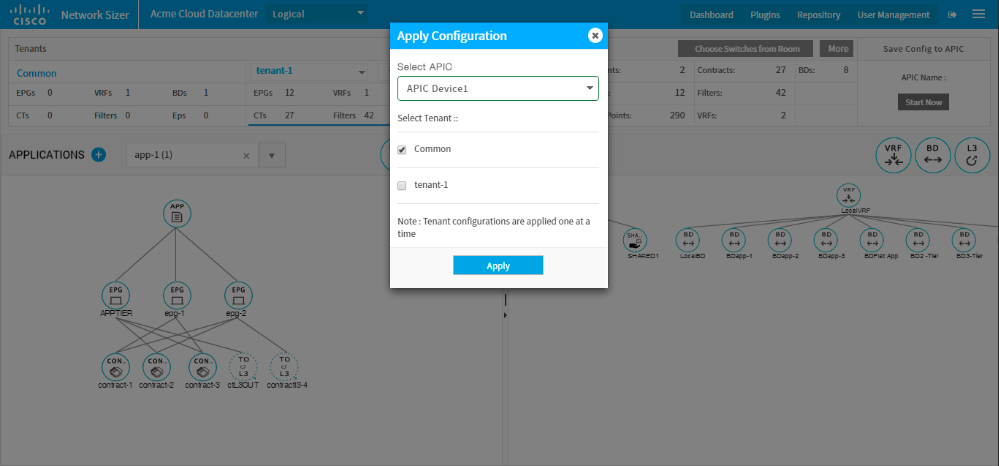 CISCO Network Sizer Acme Cloud Datacenter Logical Dashboard Plugins Repository User Management
Apply Configuration
Select APIC
APIC Device1
Select Tenant ::
Common
tenant-1
Note : Tenant configurations are applied one at a
time
Apply
Tenants Choose Switches from Room More Save Config to APIC
Common tenant-1 nts: 2 Contracts: 27 BDs: 8
APIC Name :
EPGs 0 VRFs 1 BDs 1 EPGs 12 VRFs 1 12 Filters: 42
Start Now
CTs 0 Filters 0 Eps 0 CTs 27 Filters 42 Points: 290 VRFs: 2
APPLICATIONS app-1 (1) VRF BD L3
APP
EPG EPG EPG
APPTIER epg-1 epg-2
CON.. CON.. CON.. TO L3 TO L3
contract-1 contract-2 contract-3 ctL3OUT contractl3-4
VRF
LocalVRF
SHA.. BD BD BD BD BD BD BD
SHARED1 LocalBD BDapp-1 BDapp-2 BDapp-3 BDFlat App BD2 -Tier BD3-Tier